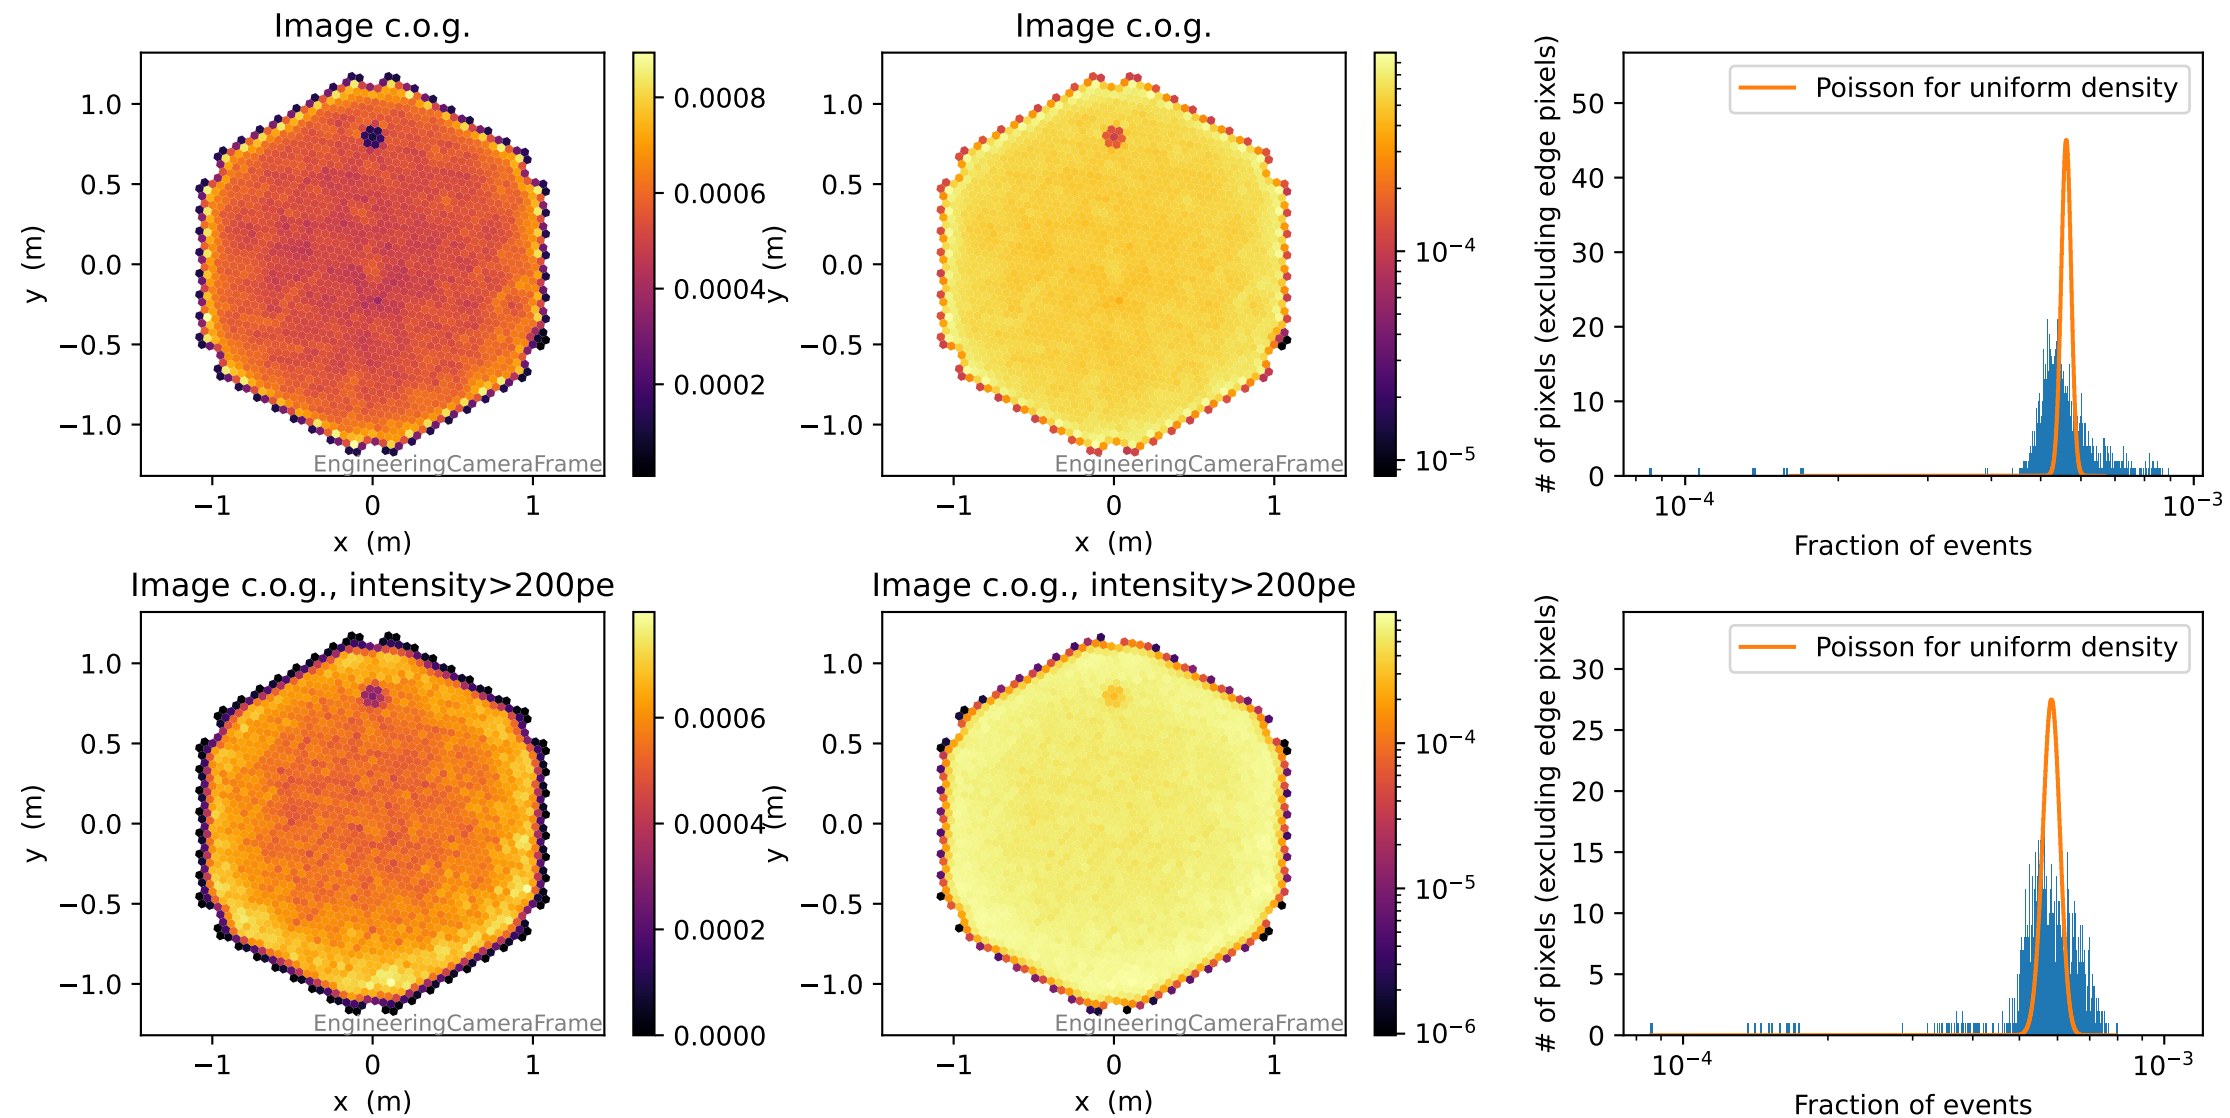 Image c.o.g.
1.0
0.5
0.0
−0.5
−1.0
y (m)
−1 0 1
x (m)
EngineeringCameraFrame
0.0008
0.0006
0.0004
0.0002
Image c.o.g.
1.0
0.5
0.0
−0.5
−1.0
y (m)
−1 0 1
x (m)
EngineeringCameraFrame
10⁻⁴
10⁻⁵
# of pixels (excluding edge pixels)
50
40
30
20
10
0
Poisson for uniform density
10⁻⁴ 10⁻³
Fraction of events
Image c.o.g., intensity>200pe
1.0
0.5
0.0
−0.5
−1.0
y (m)
−1 0 1
x (m)
EngineeringCameraFrame
0.0006
0.0004
0.0002
0.0000
Image c.o.g., intensity>200pe
1.0
0.5
0.0
−0.5
−1.0
y (m)
−1 0 1
x (m)
EngineeringCameraFrame
10⁻⁴
10⁻⁵
10⁻⁶
# of pixels (excluding edge pixels)
30
25
20
15
10
5
0
Poisson for uniform density
10⁻⁴ 10⁻³
Fraction of events